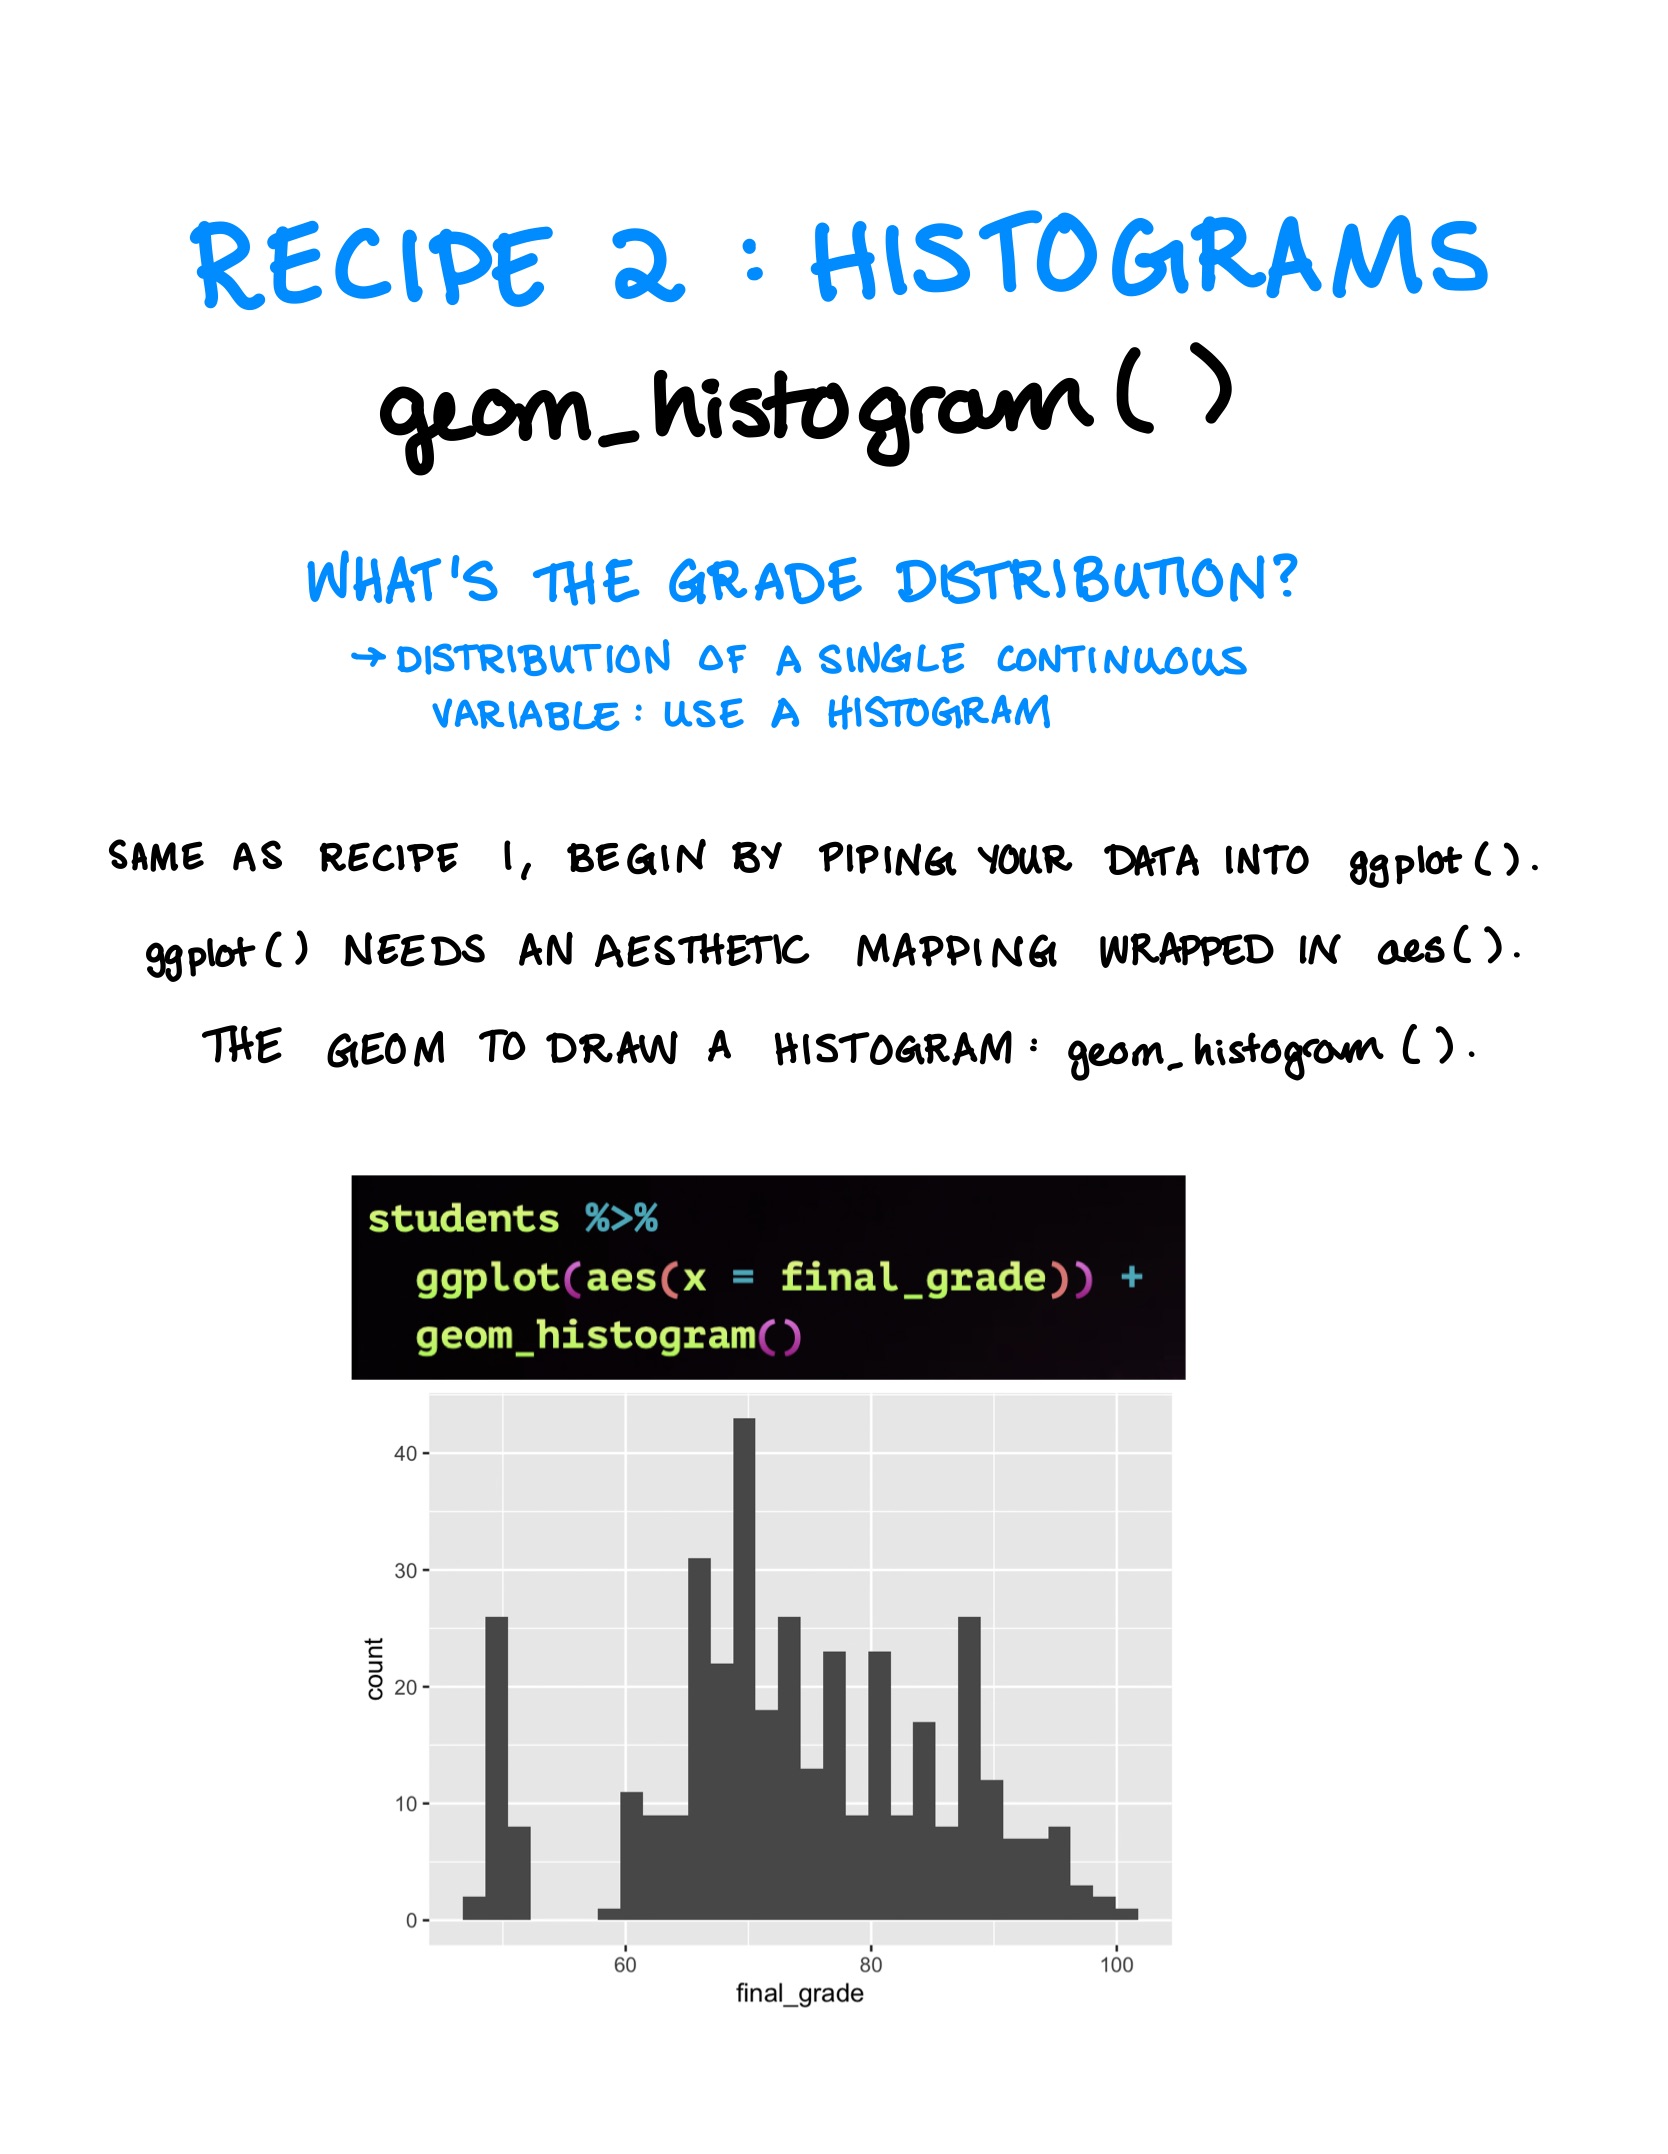 RECIPE 2 : HISTOGRAMS
geom_histogram()
WHAT'S THE GRADE DISTRIBUTION?
→ DISTRIBUTION OF A SINGLE CONTINUOUS
VARIABLE: USE A HISTOGRAM
SAME AS RECIPE 1, BEGIN BY PIPING YOUR DATA INTO ggplot().
ggplot() NEEDS AN AESTHETIC MAPPING WRAPPED IN aes().
THE GEOM TO DRAW A HISTOGRAM: geom_histogram().
students %>%
ggplot(aes(x = final_grade)) +
geom_histogram()
40
30
20
10
0
count
60 80 100
final_grade